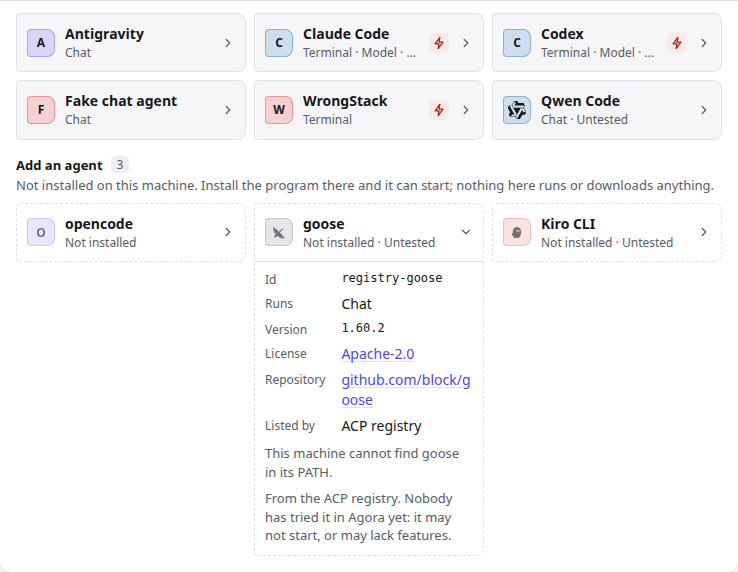 A
Antigravity
Chat
C
Claude Code
Terminal · Model · ...
C
Codex
Terminal · Model · ...
F
Fake chat agent
Chat
W
WrongStack
Terminal
Qwen Code
Chat · Untested
Add an agent 3
Not installed on this machine. Install the program there and it can start; nothing here runs or downloads anything.
O
opencode
Not installed
goose
Not installed · Untested
Kiro CLI
Not installed · Untested
Id registry-goose
Runs Chat
Version 1.60.2
License Apache-2.0
Repository github.com/block/g
oose
Listed by ACP registry
This machine cannot find goose
in its PATH.
From the ACP registry. Nobody
has tried it in Agora yet: it may
not start, or may lack features.